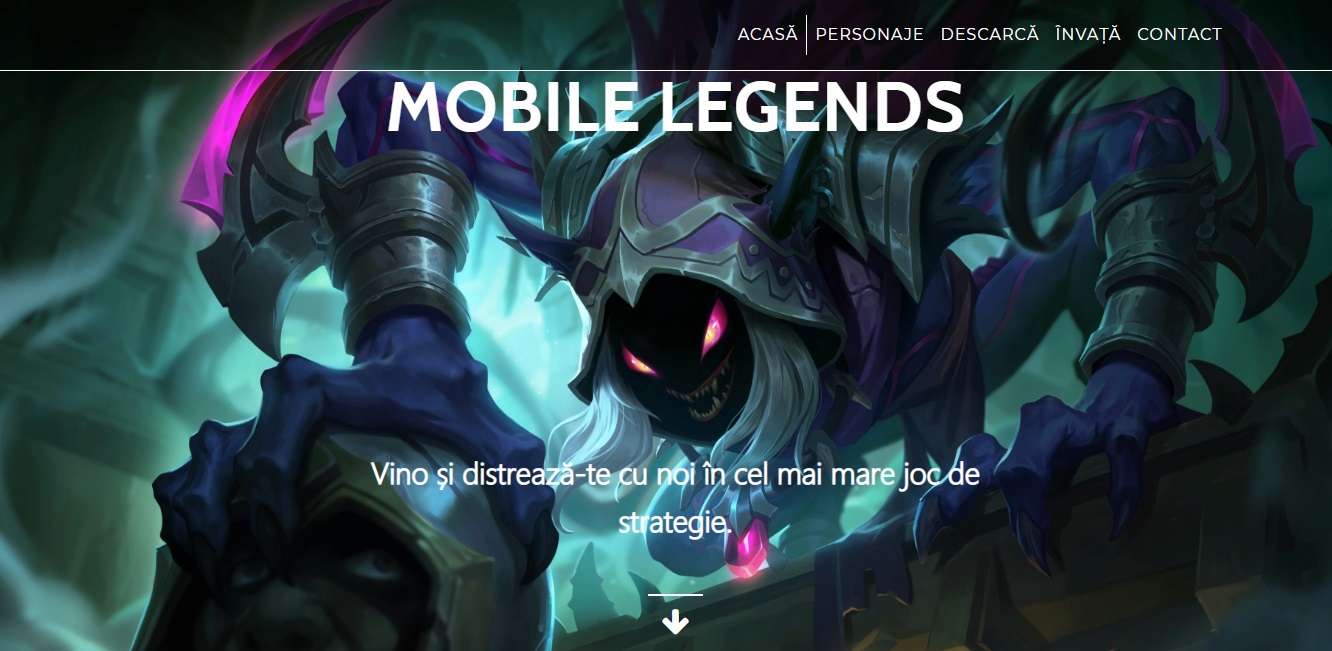 ACASĂ PERSONAJE DESCARCĂ ÎNVAȚĂ CONTACT
MOBILE LEGENDS
Vino și distrează-te cu noi în cel mai mare joc de
strategie.